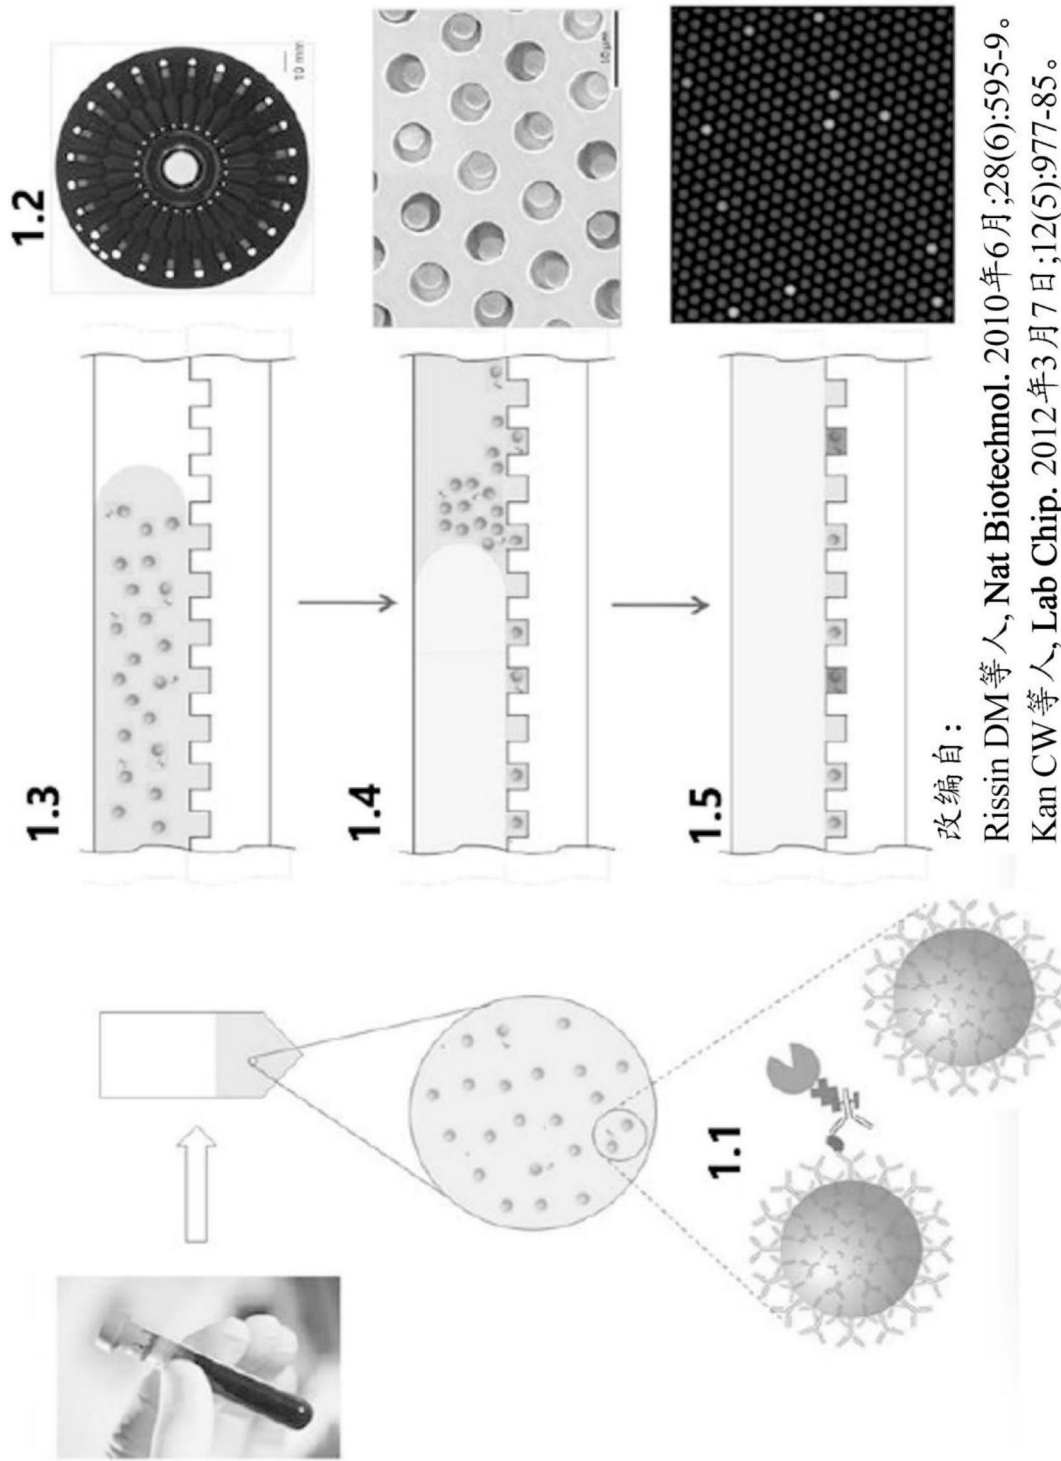 1.1
1.2
10 mm
1.3
1.4
10μm
1.5
改编自：
Rissin DM等人, Nat Biotechnol. 2010年6月;28(6):595-9。
Kan CW等人, Lab Chip. 2012年3月7日;12(5):977-85。